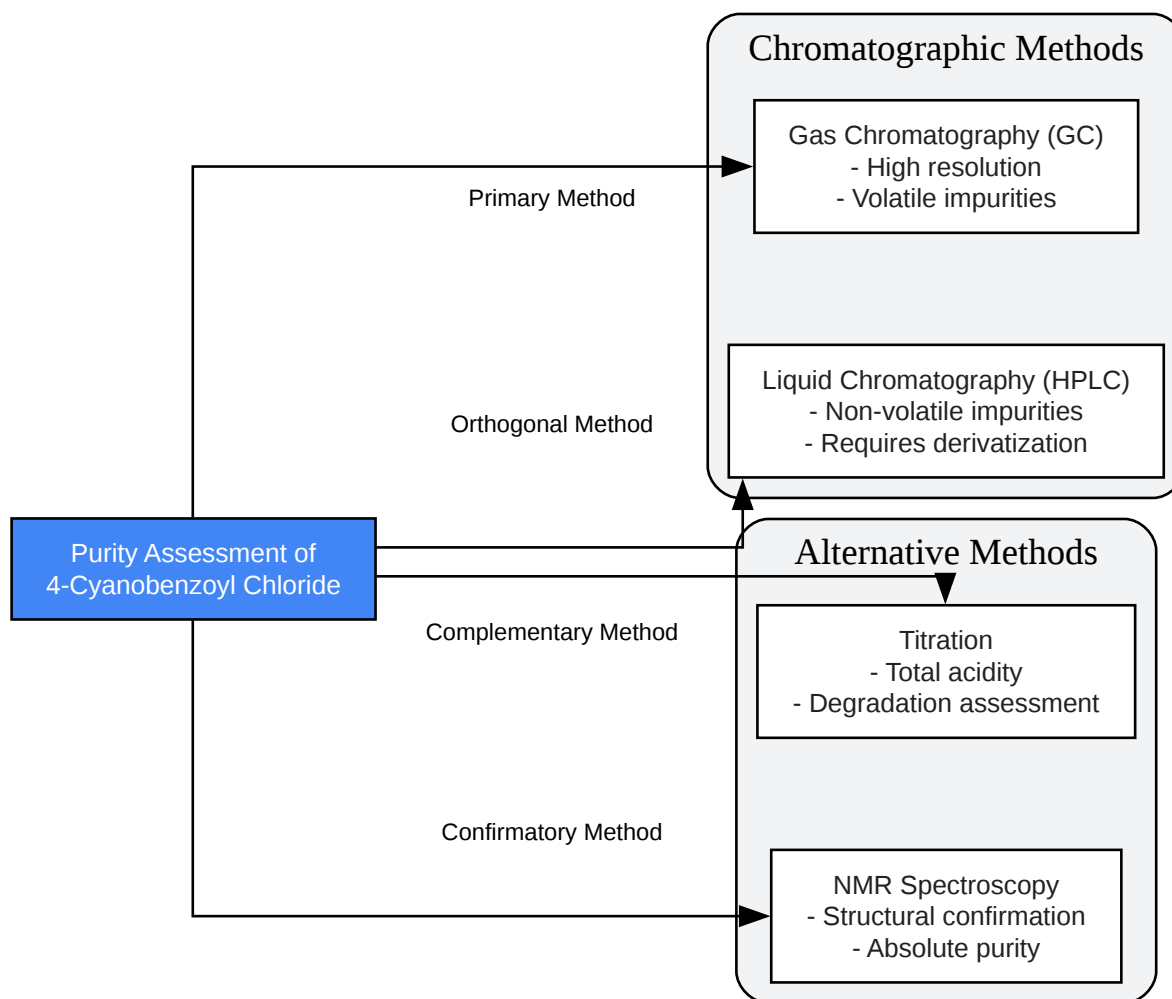 Chromatographic Methods
Gas Chromatography (GC)
- High resolution
- Volatile impurities
Primary Method
Liquid Chromatography (HPLC)
- Non-volatile impurities
- Requires derivatization
Orthogonal Method
Purity Assessment of
4-Cyanobenzoyl Chloride
Alternative Methods
Titration
- Total acidity
- Degradation assessment
Complementary Method
Confirmatory Method
NMR Spectroscopy
- Structural confirmation
- Absolute purity